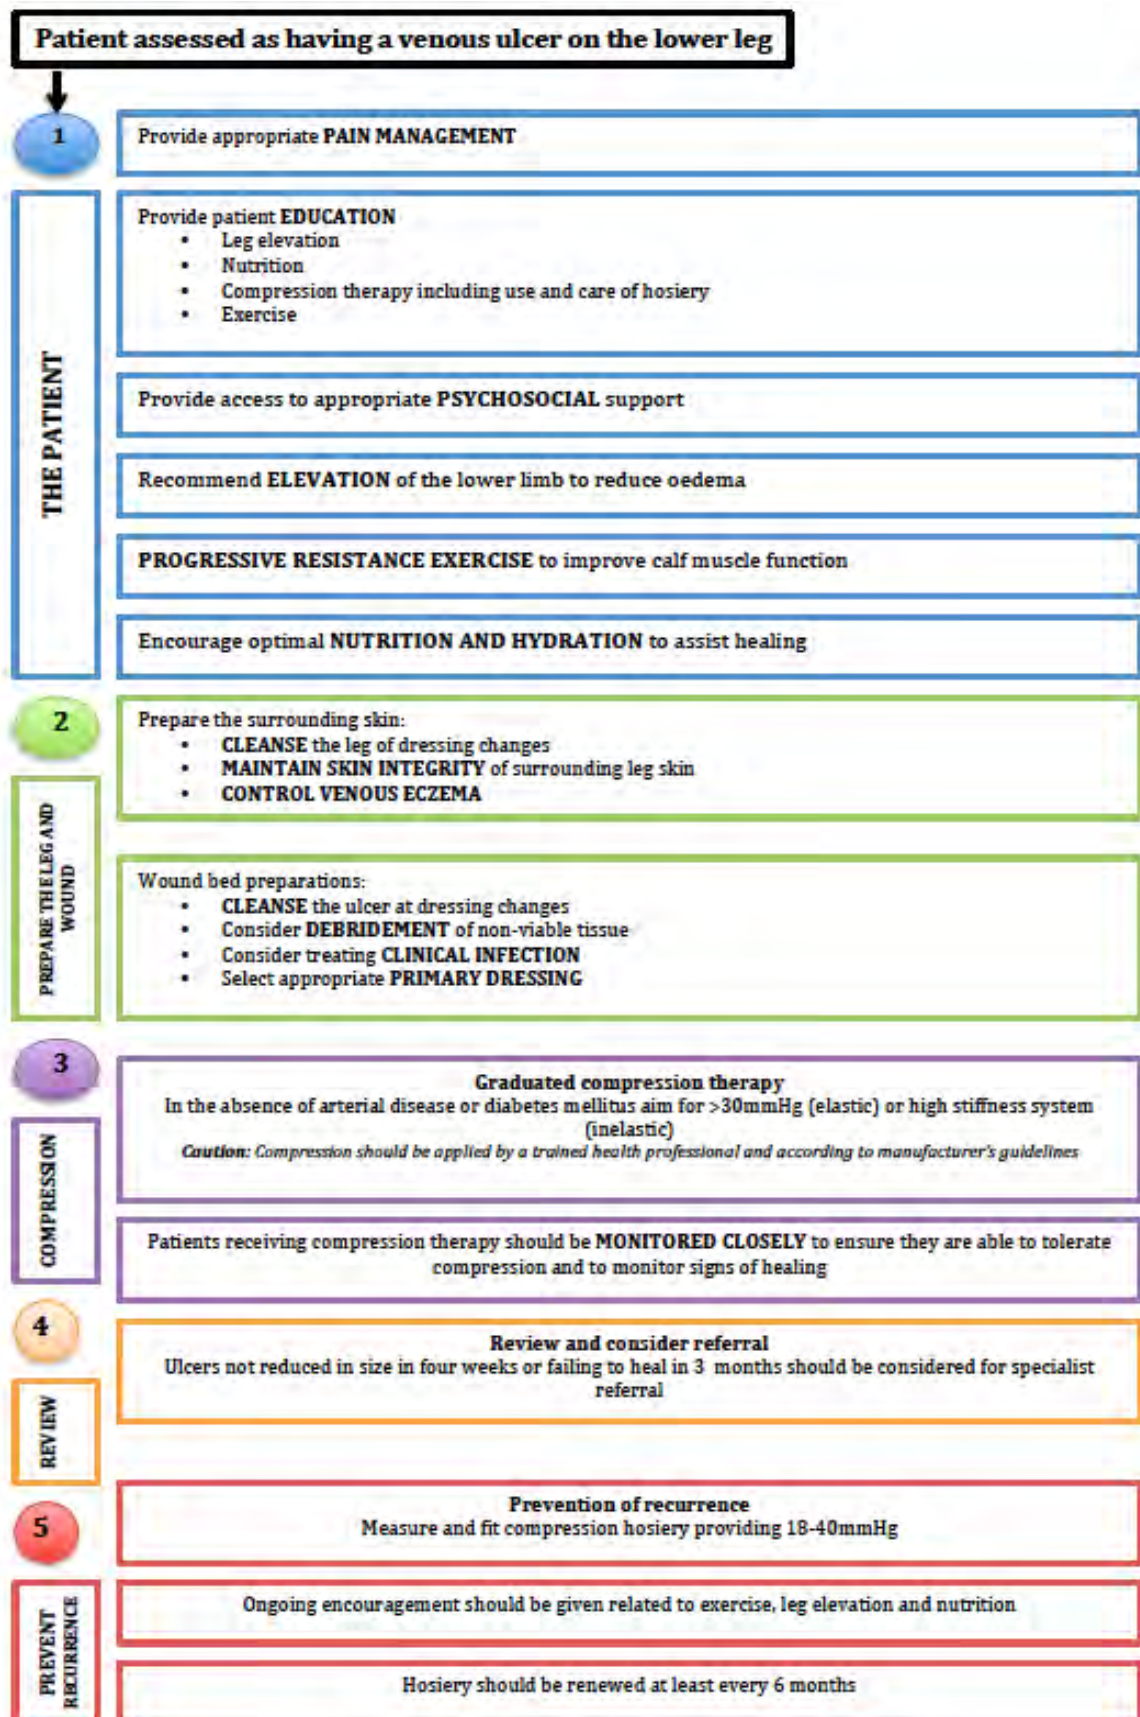 Patient assessed as having a venous ulcer on the lower leg
1
Provide appropriate PAIN MANAGEMENT
THE PATIENT
Provide patient EDUCATION
• Leg elevation
• Nutrition
• Compression therapy including use and care of hosiery
• Exercise
Provide access to appropriate PSYCHOSOCIAL support
Recommend ELEVATION of the lower limb to reduce oedema
PROGRESSIVE RESISTANCE EXERCISE to improve calf muscle function
Encourage optimal NUTRITION AND HYDRATION to assist healing
2
PREPARE THE LEG AND
WOUND
Prepare the surrounding skin:
• CLEANSE the leg of dressing changes
• MAINTAIN SKIN INTEGRITY of surrounding leg skin
• CONTROL VENOUS ECZEMA
Wound bed preparations:
• CLEANSE the ulcer at dressing changes
• Consider DEBRIDEMENT of non-viable tissue
• Consider treating CLINICAL INFECTION
• Select appropriate PRIMARY DRESSING
3
COMPRESSION
Graduated compression therapy
In the absence of arterial disease or diabetes mellitus aim for >30mmHg (elastic) or high stiffness system
(inelastic)
Caution: Compression should be applied by a trained health professional and according to manufacturer's guidelines
Patients receiving compression therapy should be MONITORED CLOSELY to ensure they are able to tolerate
compression and to monitor signs of healing
4
REVIEW
Review and consider referral
Ulcers not reduced in size in four weeks or failing to heal in 3 months should be considered for specialist
referral
5
PREVENT
RECURRENCE
Prevention of recurrence
Measure and fit compression hosiery providing 18-40mmHg
Ongoing encouragement should be given related to exercise, leg elevation and nutrition
Hosiery should be renewed at least every 6 months